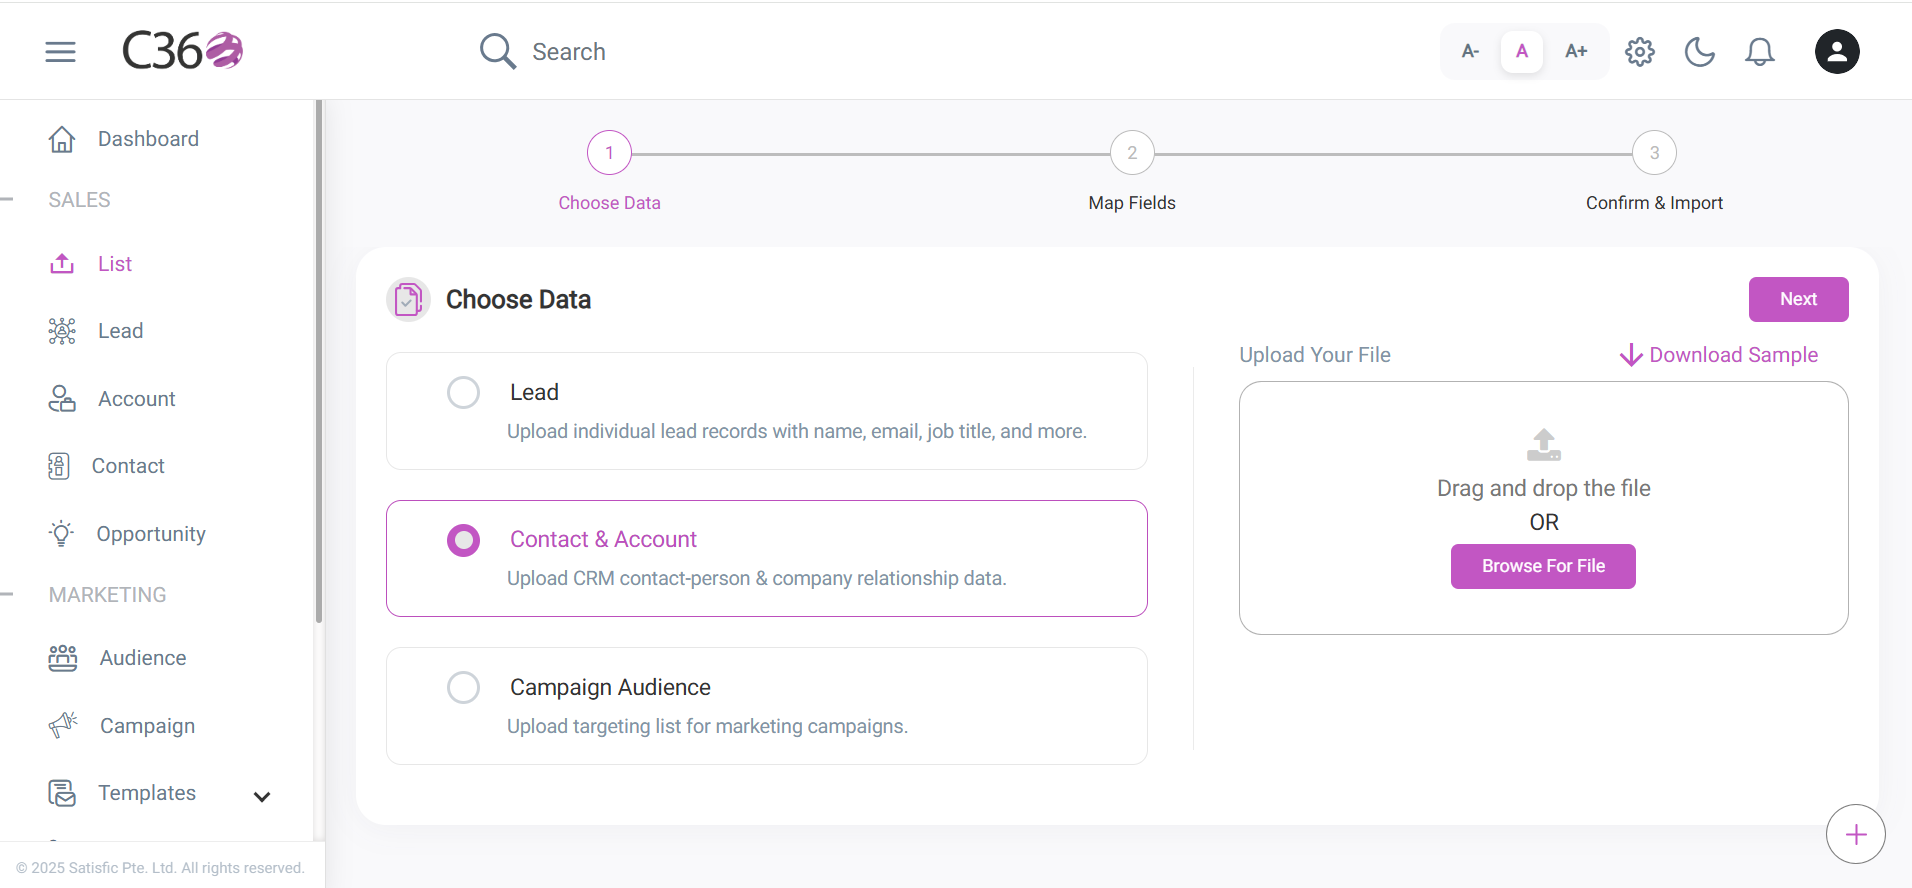 C360
Search
A-
A
A+
Dashboard
SALES
List
Lead
Account
Contact
Opportunity
MARKETING
Audience
Campaign
Templates
© 2025 Satisfic Pte. Ltd. All rights reserved.
1
2
3
Choose Data
Map Fields
Confirm & Import
Choose Data
Next
Lead
Upload individual lead records with name, email, job title, and more.
Contact & Account
Upload CRM contact-person & company relationship data.
Campaign Audience
Upload targeting list for marketing campaigns.
Upload Your File
Download Sample
Drag and drop the file
OR
Browse For File